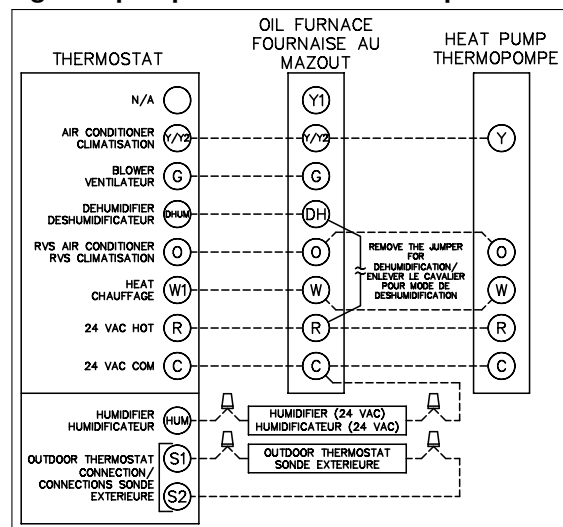 OIL FURNACE
FOURNAISE AU
MAZOUT
HEAT PUMP
THERMOPOMPE
THERMOSTAT
N/A
Y1
AIR CONDITIONER
CLIMATISATION
Y/Y2
Y/Y2
Y
BLOWER
VENTILATEUR
G
G
DEHUMIDIFIER
DESHUMIDIFICATEUR
DHUM
DH
RVS AIR CONDITIONER
RVS CLIMATISATION
O
O
O
REMOVE THE JUMPER
FOR
DEHUMIDIFICATION/
ENLEVER LE CAVALIER
POUR MODE DE
DESHUMIDIFICATION
HEAT
CHAUFFAGE
W1
W
W
24 VAC HOT
R
R
R
24 VAC COM
C
C
C
HUMIDIFIER
HUMIDIFICATEUR
HUM
HUMIDIFIER (24 VAC)
HUMIDIFICATEUR (24 VAC)
OUTDOOR THERMOSTAT
CONNECTION/
CONNECTIONS SONDE
EXTERIEURE
S1
S2
OUTDOOR THERMOSTAT
SONDE EXTERIEURE